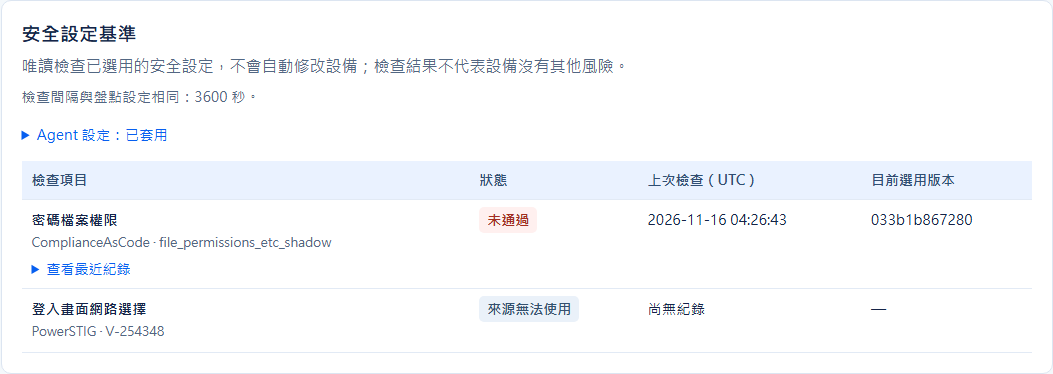 安全設定基準
唯讀檢查已選用的安全設定，不會自動修改設備；檢查結果不代表設備沒有其他風險。
檢查間隔與盤點設定相同：3600 秒。
▶ Agent 設定：已套用
檢查項目 狀態 上次檢查（UTC） 目前選用版本
密碼檔案權限 未通過 2026-11-16 04:26:43 033b1b867280
ComplianceAsCode · file_permissions_etc_shadow
▶ 查看最近紀錄
登入畫面網路選擇 來源無法使用 尚無紀錄 —
PowerSTIG · V-254348